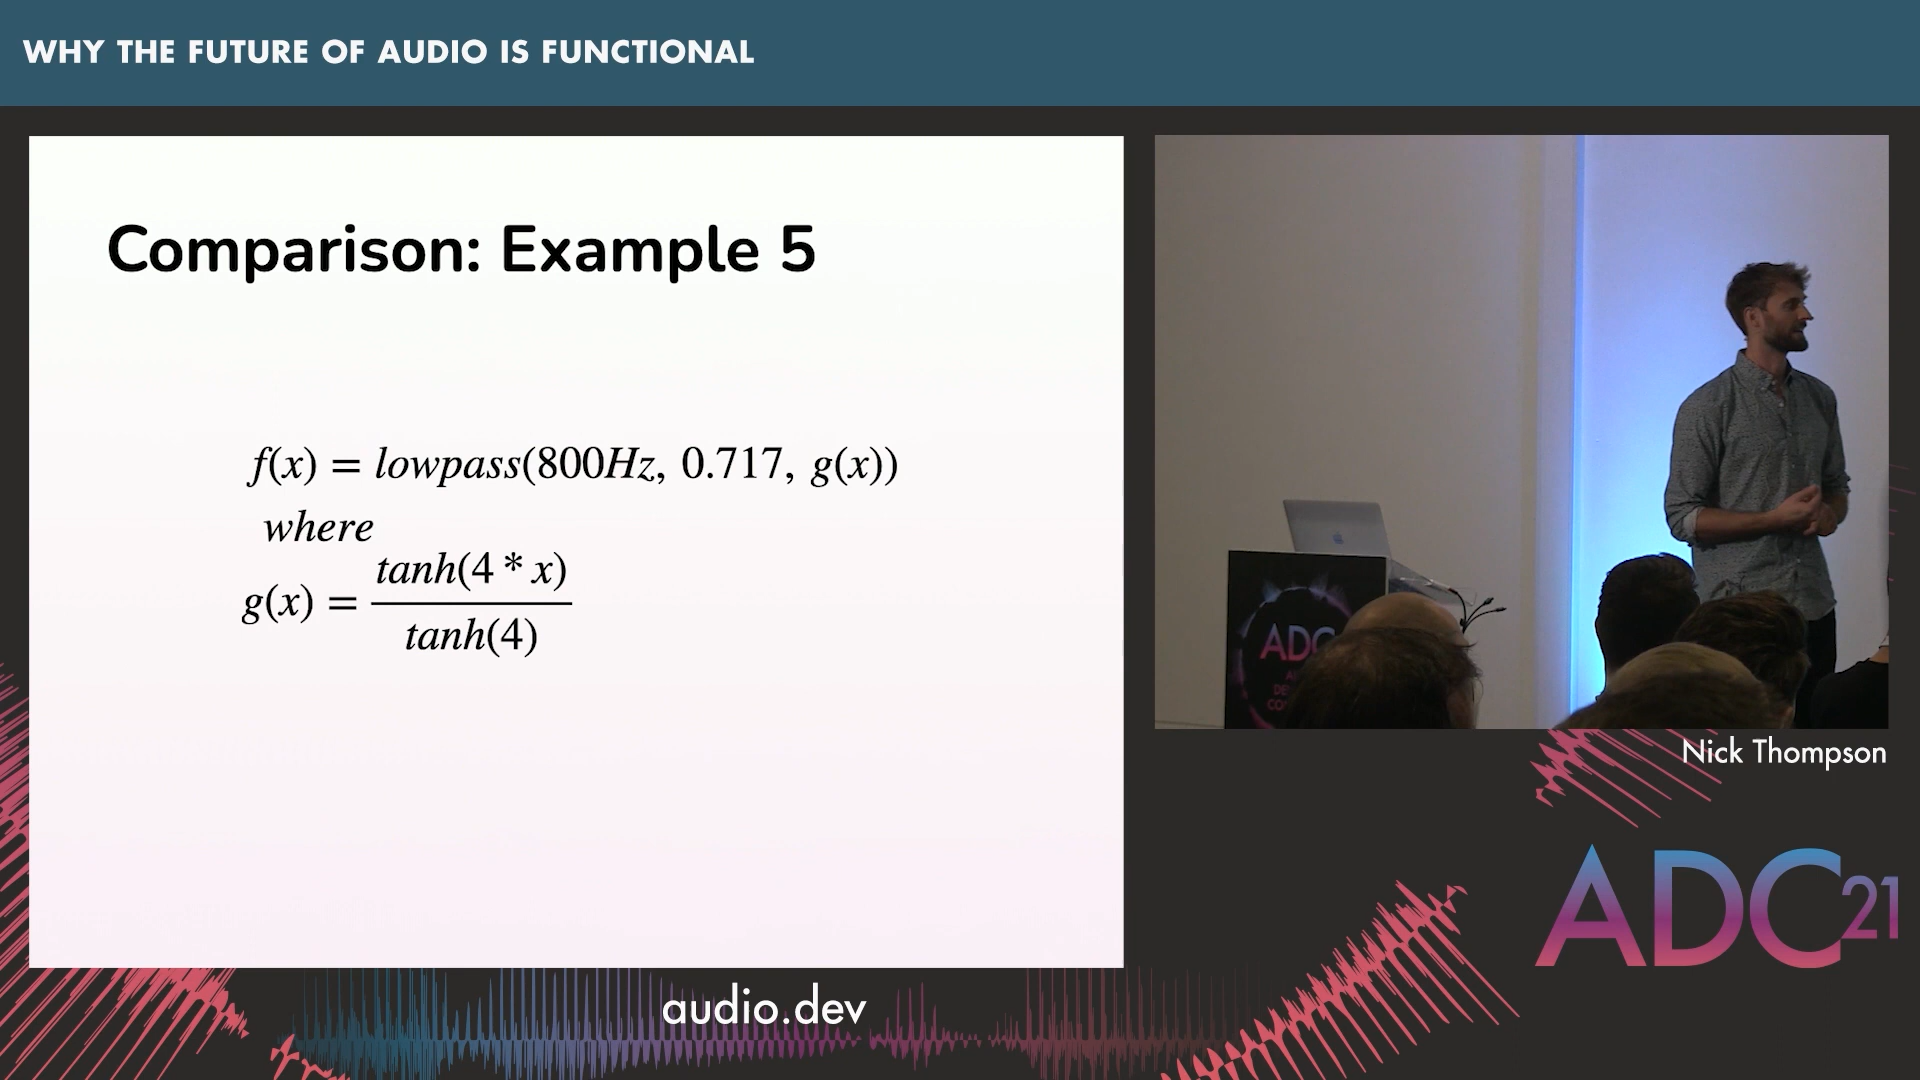 WHY THE FUTURE OF AUDIO IS FUNCTIONAL
Comparison: Example 5
f(x) = lowpass(800Hz, 0.717, g(x))
where
g(x) = tanh(4 * x) / tanh(4)
ADC
Nick Thompson
ADC21
audio.dev